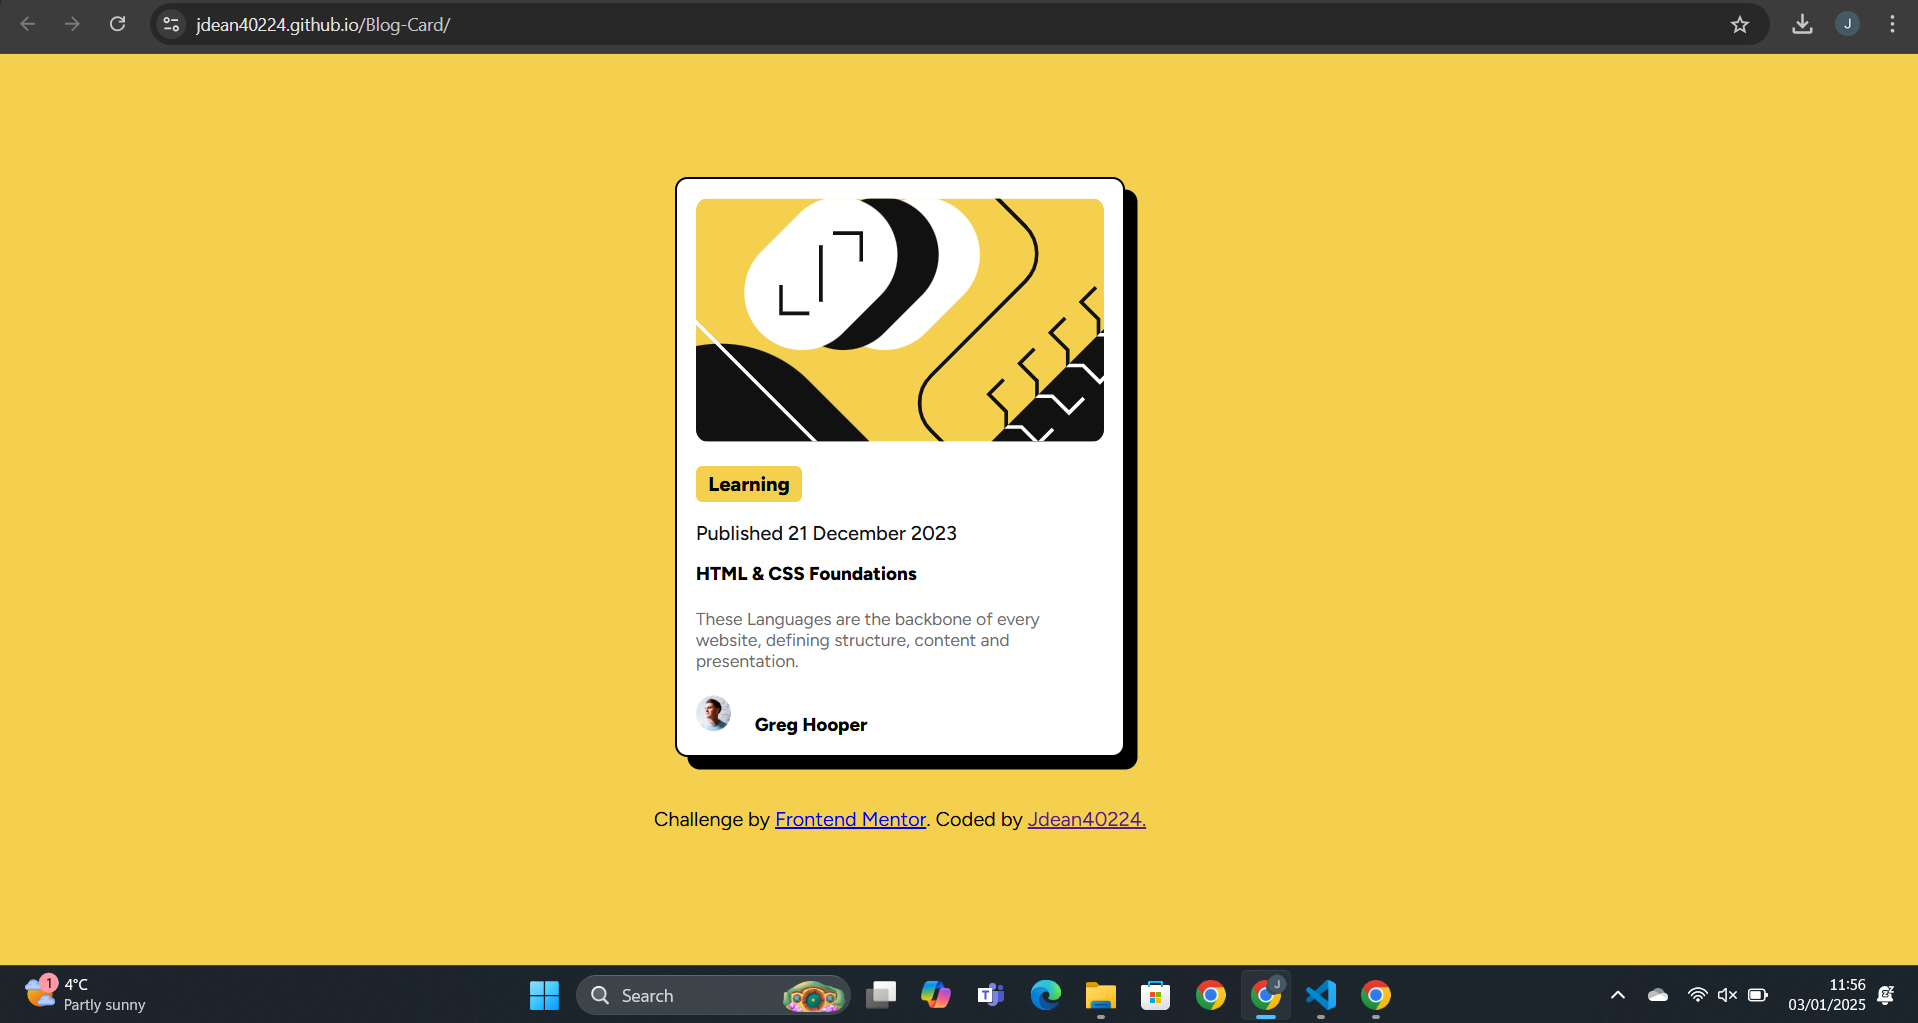 jdean40224.github.io/Blog-Card/
J
Learning
Published 21 December 2023
HTML & CSS Foundations
These Languages are the backbone of every
website, defining structure, content and
presentation.
Greg Hooper
Challenge by Frontend Mentor. Coded by Jdean40224.
1
4°C
Partly sunny
Search
T
J
11:56
03/01/2025